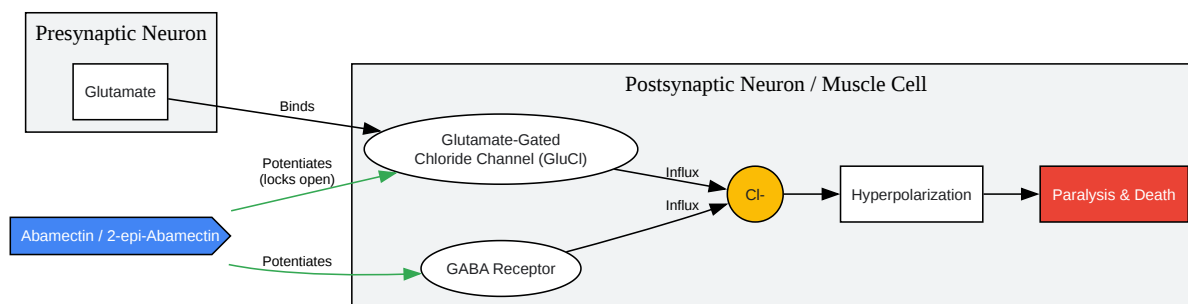 Presynaptic Neuron
Glutamate
Postsynaptic Neuron / Muscle Cell
Binds
Glutamate-Gated
Chloride Channel (GluCl)
Potentiates
(locks open)
Influx
Cl-
Hyperpolarization
Paralysis & Death
Influx
Abamectin / 2-epi-Abamectin
Potentiates
GABA Receptor